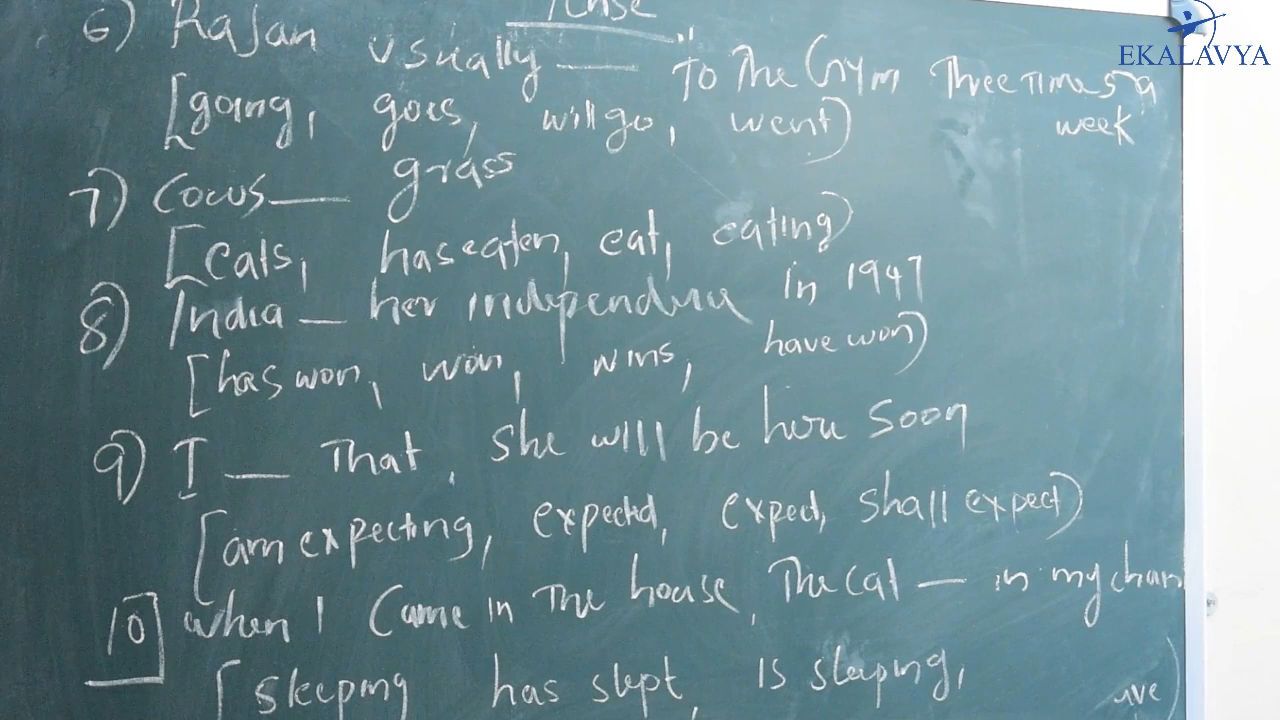 Tense
EKALAVYA
6) Rajan usually — to The Gym Three Times a
week
[going, goes, will go, went)
7) Cows — grass
[eats, has eaten, eat, eating)
8) India — her independence in 1947
[has won, won, wins, have won)
9) I — That, she will be here soon
[am expecting, expected, expect, shall expect)
10 when I Came in The house, The cat — in my
[sleeping has slept, is sleeping,